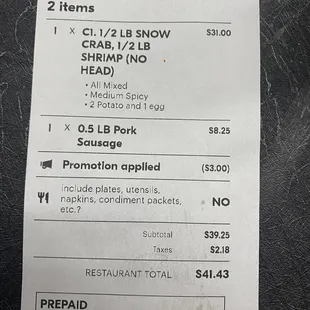 2 items
1 x C1. 1/2 LB SNOW $31.00
CRAB, 1/2 LB
SHRIMP (NO
HEAD)
• All Mixed
• Medium Spicy
• 2 Potato and 1 egg
1 x 0.5 LB Pork $8.25
Sausage
Promotion applied ($3.00)
Include plates, utensils, NO
napkins, condiment packets,
etc.?
Subtotal $39.25
Taxes $2.18
RESTAURANT TOTAL $41.43
PREPAID